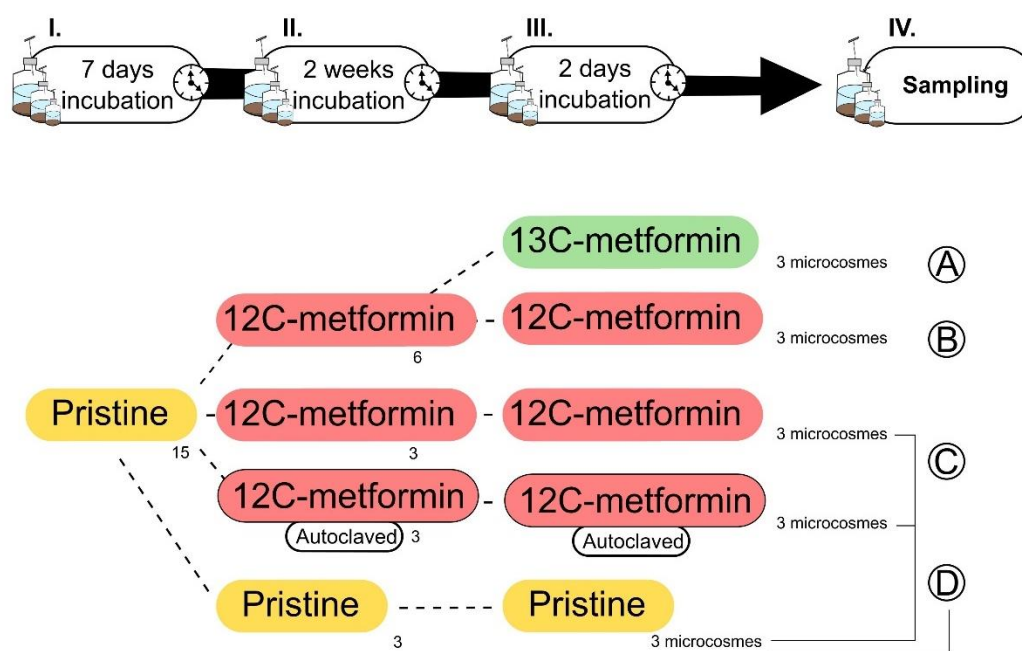 I.
II.
III.
IV.
7 days
incubation
2 weeks
incubation
2 days
incubation
Sampling
13C-metformin
3 microcosmes
A
12C-metformin
6
12C-metformin
3 microcosmes
B
Pristine
15
12C-metformin
3
12C-metformin
3 microcosmes
C
12C-metformin
Autoclaved
3
12C-metformin
Autoclaved
3 microcosmes
D
Pristine
3
Pristine
3 microcosmes